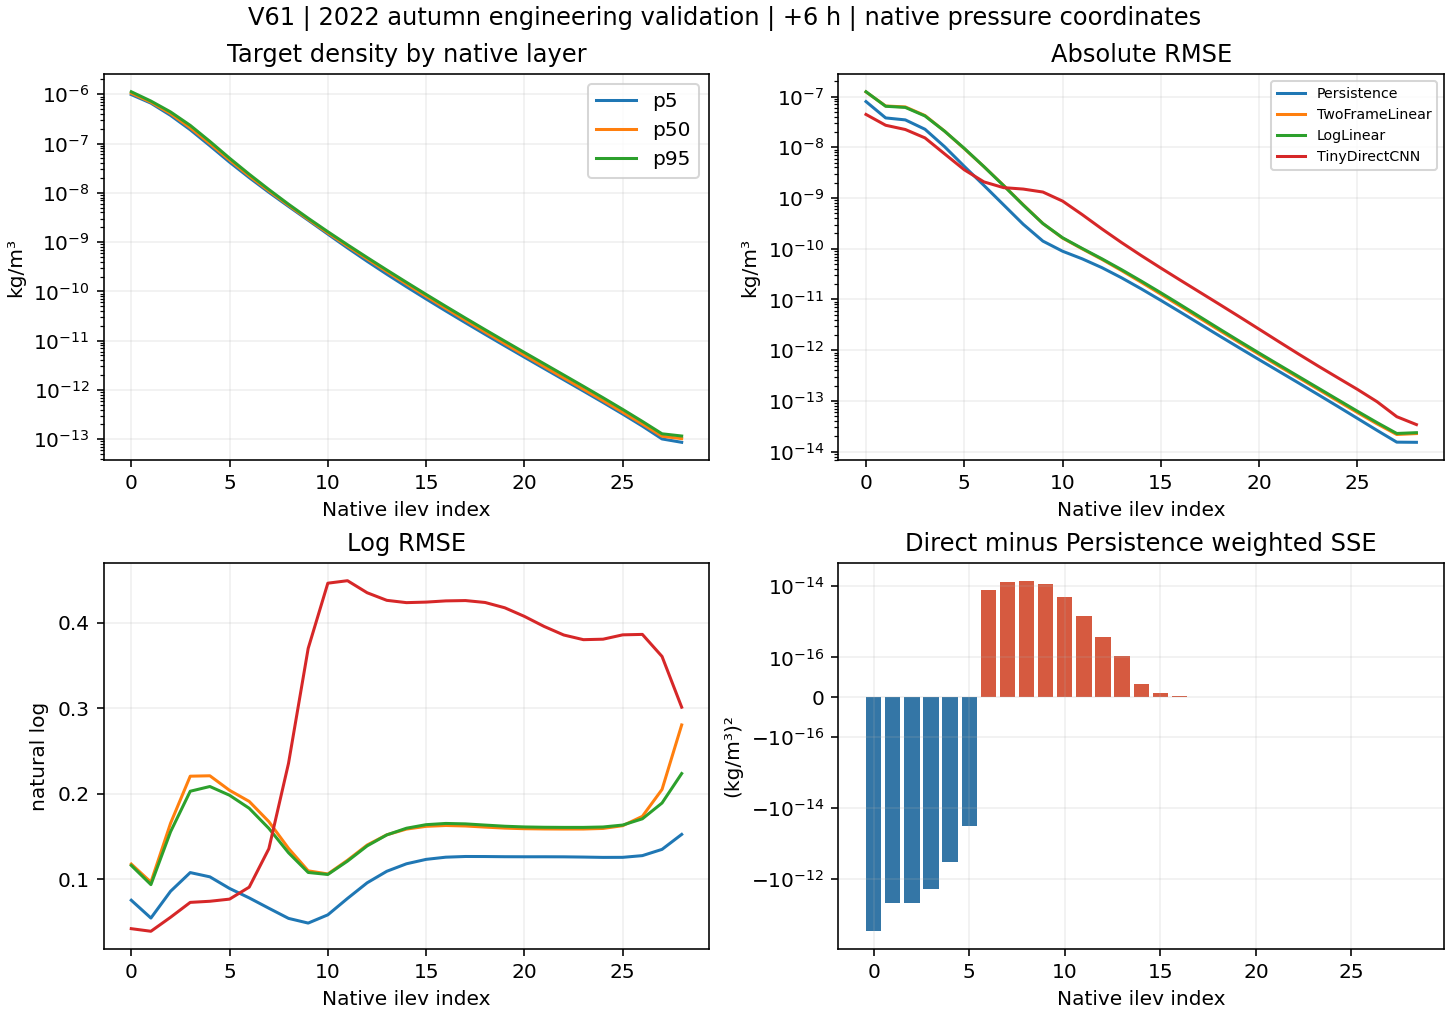 V61 | 2022 autumn engineering validation | +6 h | native pressure coordinates
Target density by native layer
kg/m³
10⁻⁶
10⁻⁷
10⁻⁸
10⁻⁹
10⁻¹⁰
10⁻¹¹
10⁻¹²
10⁻¹³
p5
p50
p95
0 5 10 15 20 25
Native ilev index
Absolute RMSE
kg/m³
10⁻⁷
10⁻⁸
10⁻⁹
10⁻¹⁰
10⁻¹¹
10⁻¹²
10⁻¹³
10⁻¹⁴
Persistence
TwoFrameLinear
LogLinear
TinyDirectCNN
0 5 10 15 20 25
Native ilev index
Log RMSE
natural log
0.4
0.3
0.2
0.1
0 5 10 15 20 25
Native ilev index
Direct minus Persistence weighted SSE
(kg/m³)²
10⁻¹⁴
10⁻¹⁶
0
−10⁻¹⁶
−10⁻¹⁴
−10⁻¹²
0 5 10 15 20 25
Native ilev index